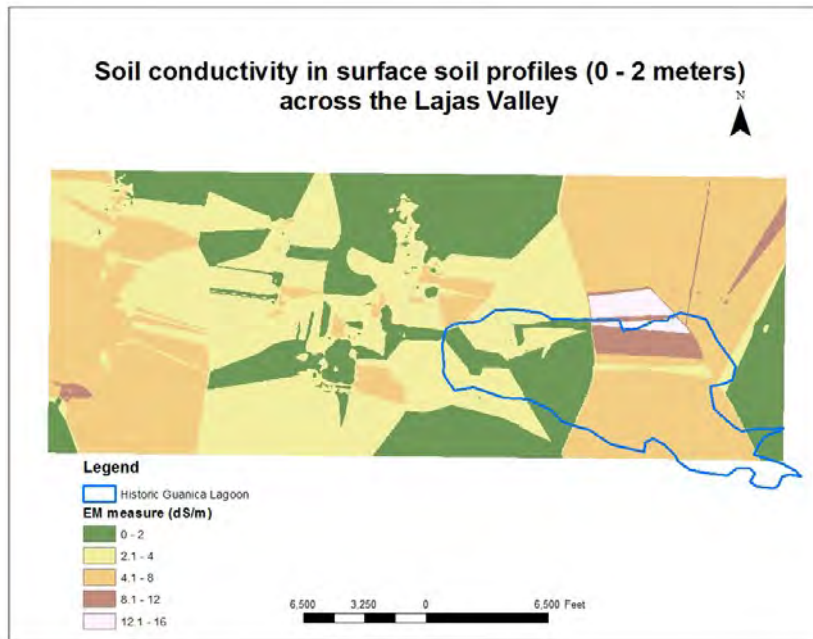 Soil conductivity in surface soil profiles (0 - 2 meters)
across the Lajas Valley
N
Legend
Historic Guanica Lagoon
EM measure (dS/m)
0 - 2
2.1 - 4
4.1 - 8
8.1 - 12
12.1 - 16
6,500 3,250 0 6,500 Feet